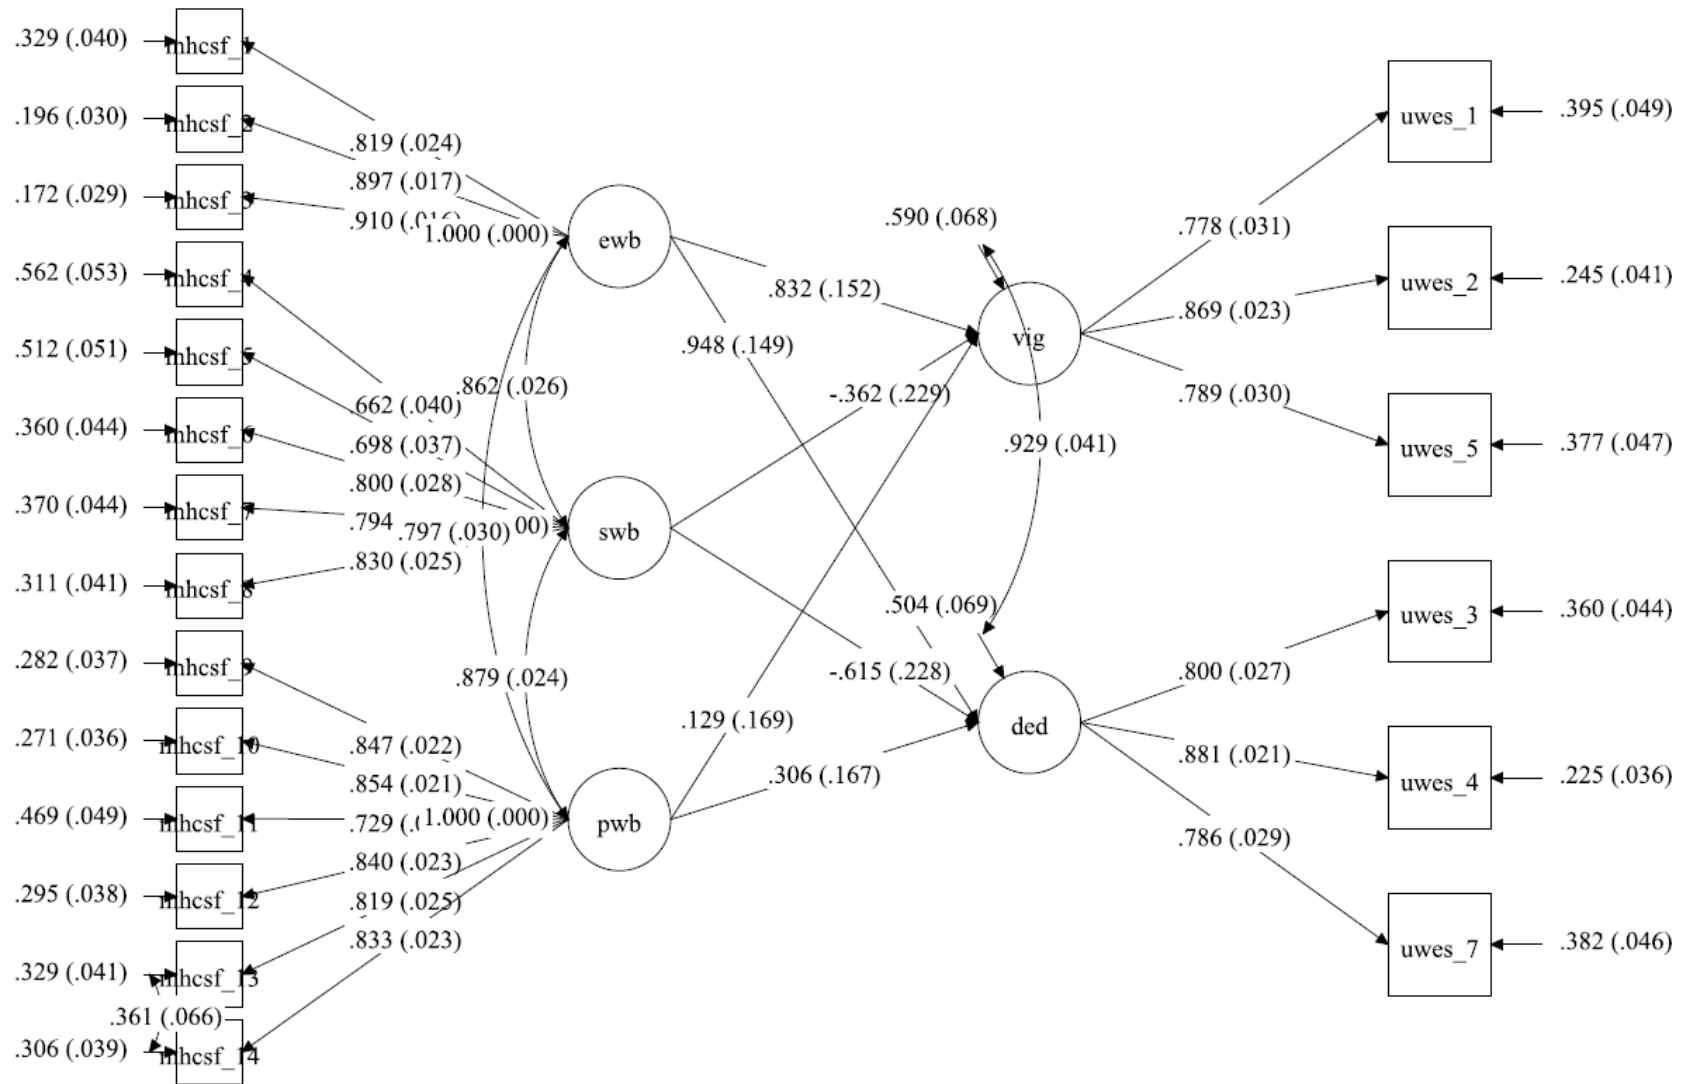 .329 (.040)
mhcsf_1
.196 (.030)
mhcsf_2
.172 (.029)
mhcsf_3
.562 (.053)
mhcsf_4
.512 (.051)
mhcsf_5
.360 (.044)
mhcsf_6
.370 (.044)
mhcsf_7
.311 (.041)
mhcsf_8
.282 (.037)
mhcsf_9
.271 (.036)
mhcsf_10
.469 (.049)
mhcsf_11
.295 (.038)
mhcsf_12
.329 (.041)
mhcsf_13
.361 (.066)
.306 (.039)
mhcsf_14
.819 (.024)
.897 (.017)
.910
1.000 (.000)
.862 (.026)
.662 (.040)
.698 (.037)
.800 (.028)
.794
.797 (.030)
.830 (.025)
.879 (.024)
.847 (.022)
.854 (.021)
.729
1.000 (.000)
.840 (.023)
.819 (.025)
.833 (.023)
ewb
swb
pwb
.832 (.152)
.948 (.149)
-.362 (.229)
-.615 (.228)
.129 (.169)
.306 (.167)
.590 (.068)
vig
.929 (.041)
.504 (.069)
ded
.778 (.031)
.869 (.023)
.789 (.030)
.800 (.027)
.881 (.021)
.786 (.029)
uwes_1
.395 (.049)
uwes_2
.245 (.041)
uwes_5
.377 (.047)
uwes_3
.360 (.044)
uwes_4
.225 (.036)
uwes_7
.382 (.046)